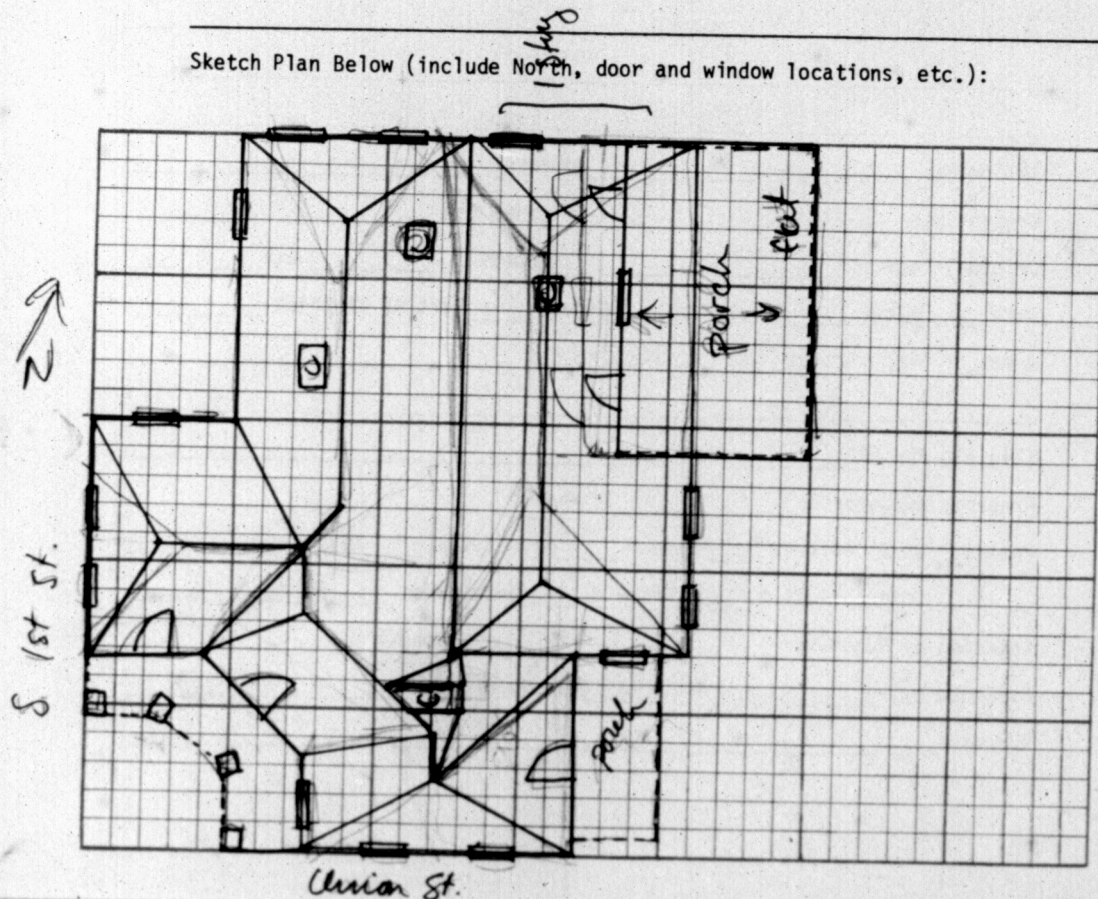 1 Story
Sketch Plan Below (include North, door and window locations, etc.):
flat
porch
N
S 1st St.
C
porch
Union St.